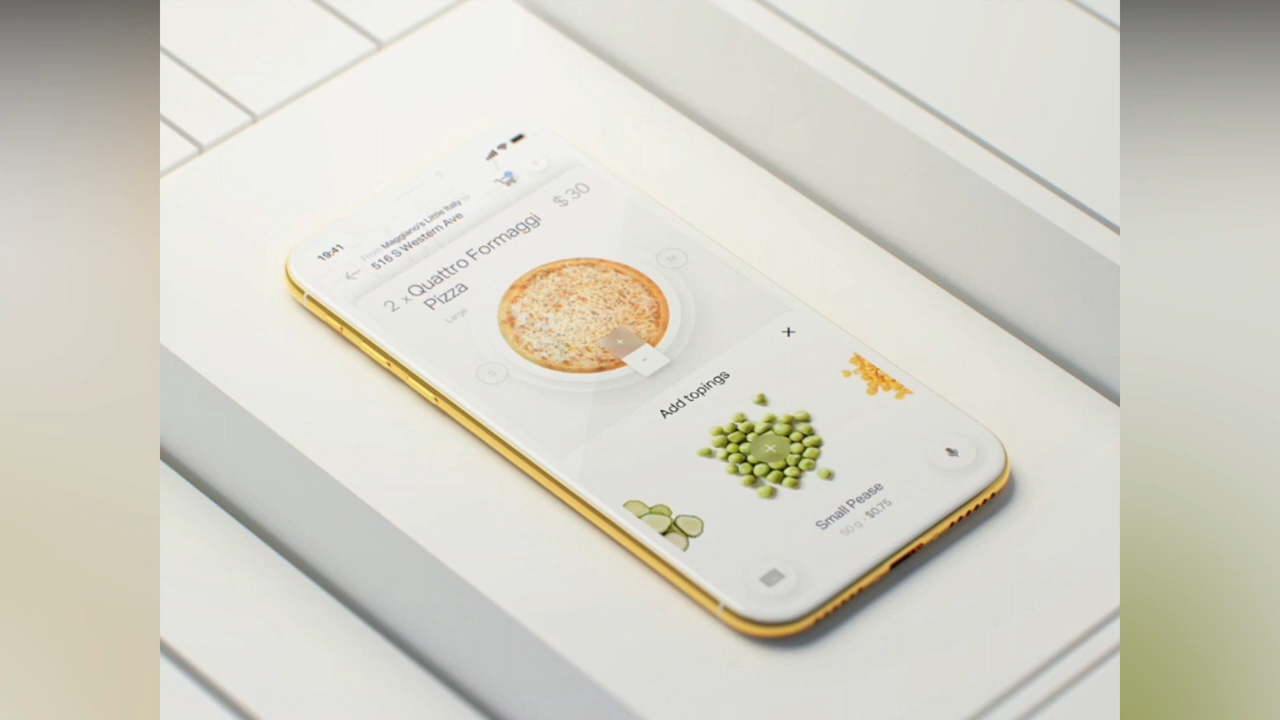 19:41
From Maggiano's Little Italy to
516 S Western Ave
2 x Quattro Formaggi
Pizza
$ 30
Large
M
S
Add topings
Small Pease
50 g - $0,75